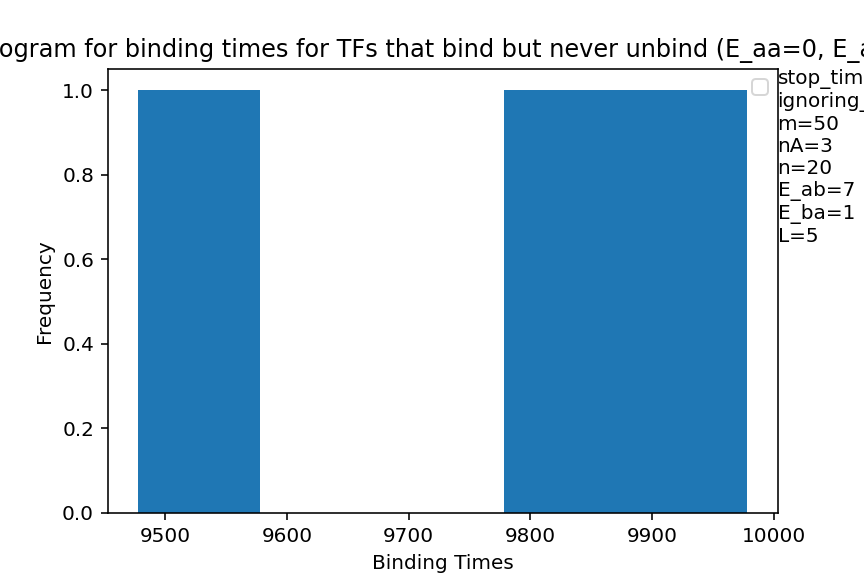 ogram for binding times for TFs that bind but never unbind (E_aa=0, E_a
stop_tim
ignoring_
m=50
nA=3
n=20
E_ab=7
E_ba=1
L=5
1.0
0.8
0.6
0.4
0.2
0.0
Frequency
9500 9600 9700 9800 9900 10000
Binding Times